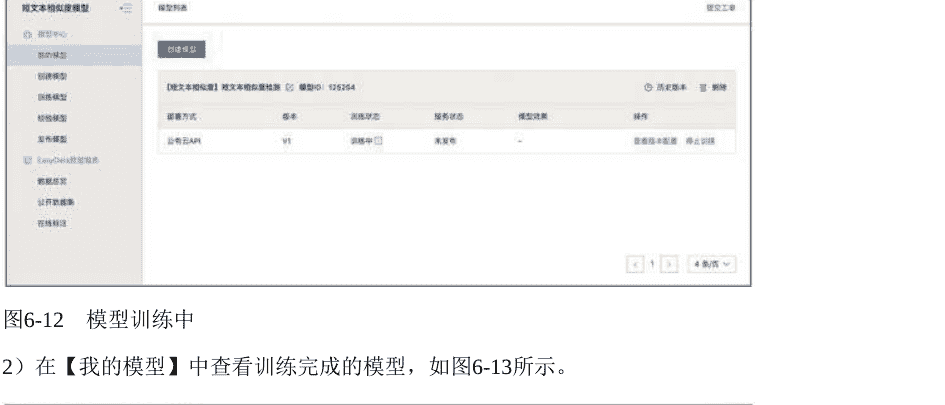 短文本相似度模型
模型列表
提交工单
模型中心
创建模型
我的模型
创建模型
训练模型
校验模型
发布模型
EasyData数据服务
数据总览
公开数据集
在线标注
【短文本相似度】短文本相似度检测 模型ID：125254 历史版本 删除
部署方式 版本 训练状态 服务状态 模型效果 操作
公有云API V1 训练中 未发布 - 查看版本配置 停止训练
1 4 条/页
图6-12 模型训练中
2）在【我的模型】中查看训练完成的模型，如图6-13所示。